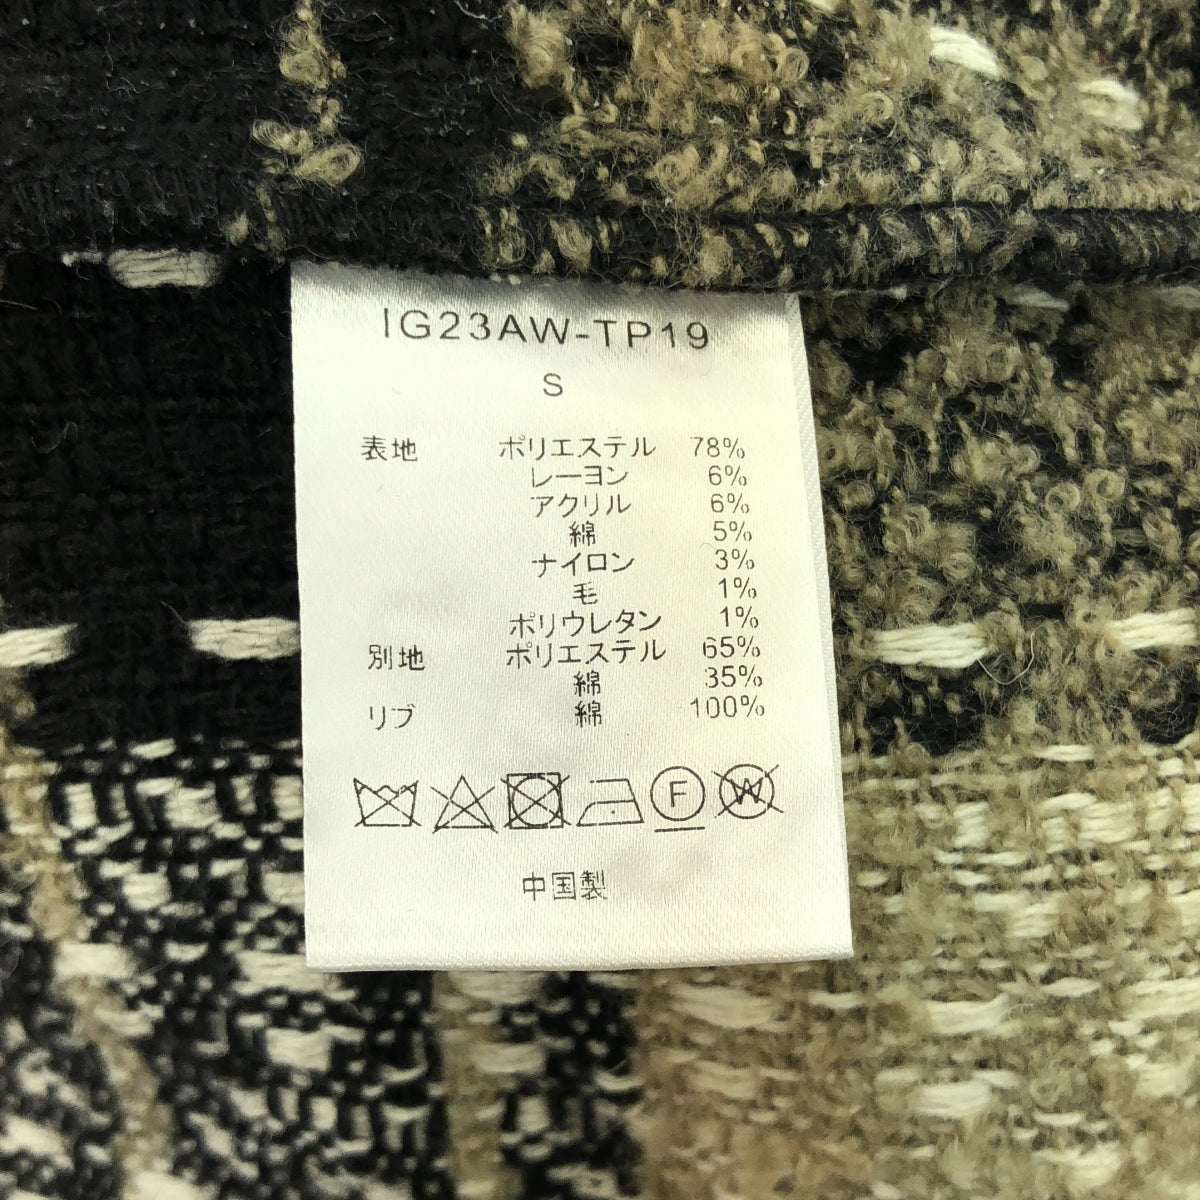 IG23AW-TP19
S
表地 ポリエステル 78%
レーヨン 6%
アクリル 6%
綿 5%
ナイロン 3%
毛 1%
ポリウレタン 1%
別地 ポリエステル 65%
綿 35%
リブ 綿 100%
F W
中国製